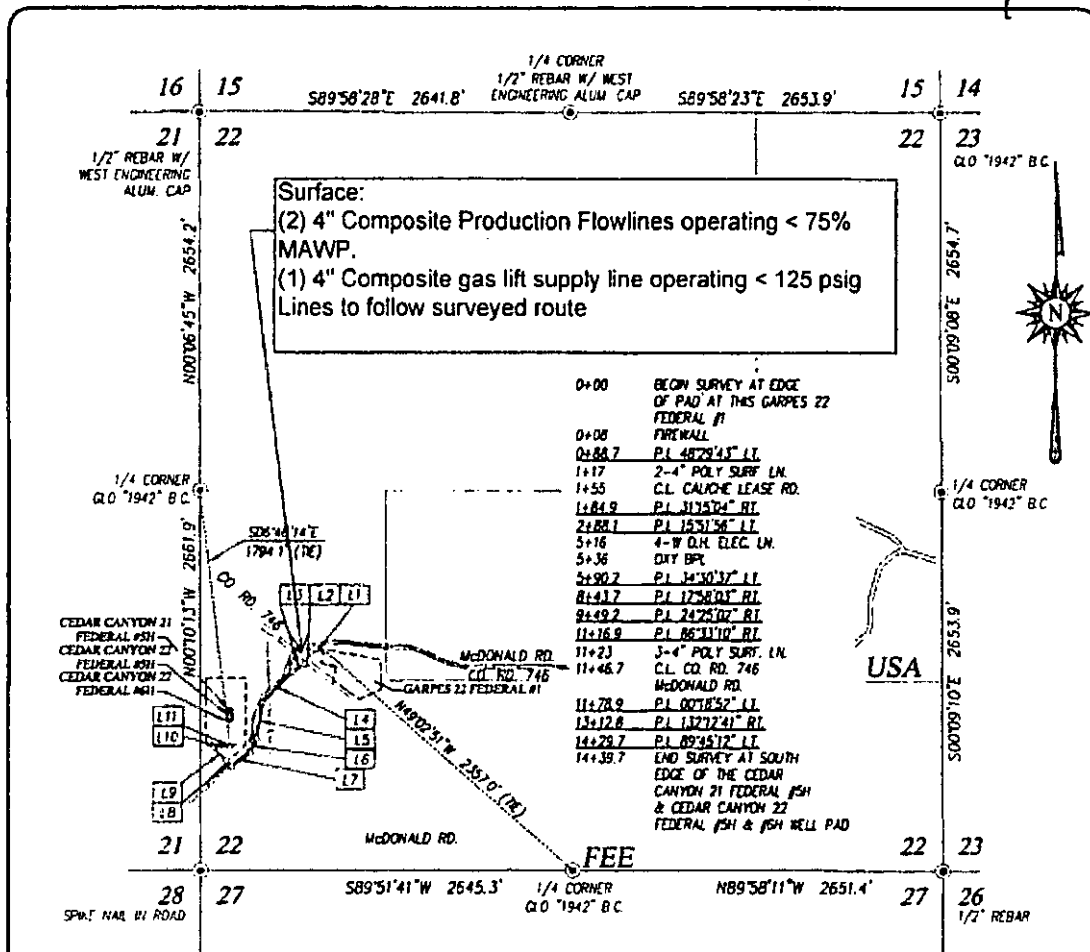 1/4 CORNER
1/2" REBAR W/ WEST
ENGINEERING ALUM. CAP
16 15
S89°58'28"E 2641.8'
S89°58'23"E 2653.9'
15 14
21 22
22 23
1/2" REBAR W/
WEST ENGINEERING
ALUM. CAP
GLO "1942" B.C.
Surface:
(2) 4" Composite Production Flowlines operating < 75%
MAWP.
(1) 4" Composite gas lift supply line operating < 125 psig
Lines to follow surveyed route
N00°06'45"W 2654.2'
S00°09'08"E 2654.7'
N
0+00 BEGIN SURVEY AT EDGE
OF PAD AT THIS GARPES 22
FEDERAL #1
0+08 FIREWALL
0+88.7 P.I. 48°29'43" LT.
1+17 2-4" POLY SURF. LN.
1+55 C.L. CALICHE LEASE RD.
1+84.9 P.I. 31°15'04" RT.
2+88.1 P.I. 15°51'56" LT.
5+16 4-W O.H. ELEC. LN.
5+36 OXY BPL
5+90.2 P.I. 34°30'37" LT.
8+43.7 P.I. 17°58'03" RT.
9+49.2 P.I. 24°25'07" RT.
11+16.9 P.I. 86°33'10" RT.
11+23 3-4" POLY SURF. LN.
11+46.7 C.L. CO. RD. 746
McDONALD RD.
11+78.9 P.I. 00°18'52" LT.
13+12.8 P.I. 132°12'41" RT.
14+29.7 P.I. 89°45'12" LT.
14+39.7 END SURVEY AT SOUTH
EDGE OF THE CEDAR
CANYON 21 FEDERAL #5H
& CEDAR CANYON 22
FEDERAL #5H & #6H WELL PAD
1/4 CORNER
GLO "1942" B.C.
1/4 CORNER
GLO "1942" B.C.
S06°46'14"E
1794.1' (TIE)
N00°10'13"W 2661.9'
CO. RD. 746
L3 L2 L1
CEDAR CANYON 21
FEDERAL #5H
CEDAR CANYON 22
FEDERAL #5H
CEDAR CANYON 22
FEDERAL #6H
McDONALD RD.
CO. RD. 746
GARPES 22 FEDERAL #1
USA
S00°09'10"E 2653.9'
N49°02'51"W 2357.0' (TIE)
L11
L10
L4
L5
L6
L7
L9
L8
McDONALD RD.
FEE
21 22
22 23
28 27
S89°51'41"W 2645.3'
1/4 CORNER
GLO "1942" B.C.
N89°58'11"W 2651.4'
27 26
SPIKE NAIL IN ROAD
1/2" REBAR